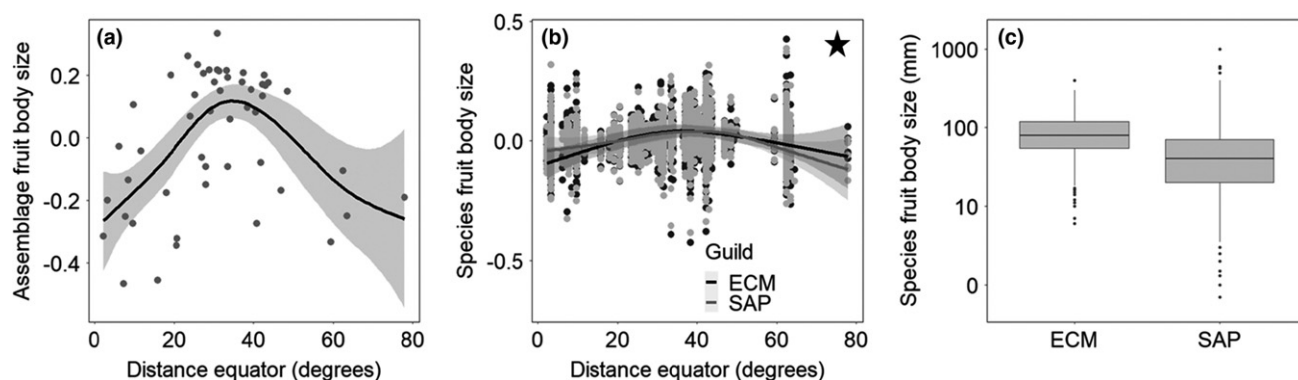 (a)
Assemblage fruit body size
0.2
0.0
-0.2
-0.4
0 20 40 60 80
Distance equator (degrees)
(b)
Species fruit body size
0.5
0.0
-0.5
Guild
ECM
SAP
0 20 40 60 80
Distance equator (degrees)
(c)
Species fruit body size (mm)
1000
100
10
0
ECM SAP